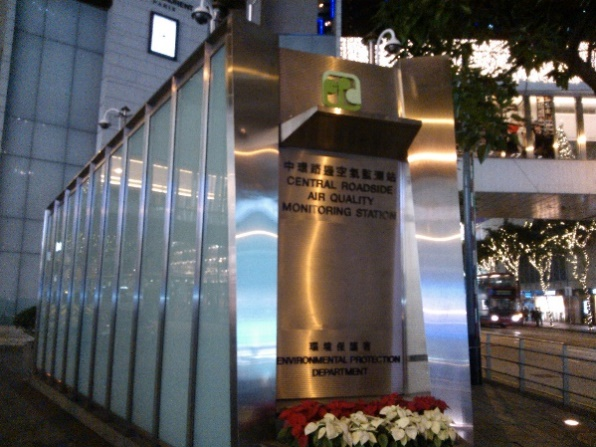 中環路邊空氣監測站
CENTRAL ROADSIDE
AIR QUALITY
MONITORING STATION
環境保護署
ENVIRONMENTAL PROTECTION
DEPARTMENT